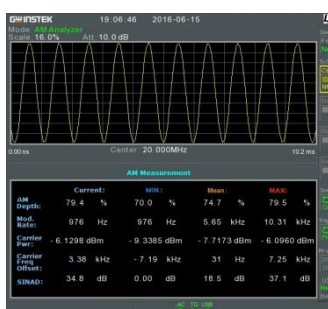 GWINSTEK 19:06:46 2016-06-15
Mode: AM Analyzer
Scale: 16.0% Att: 10.0 dB
0.00 ns Center: 20.000MHz 10.2 ms
AM Measurement
Current: MIN: Mean: MAX:
AM Depth: 79.4 % 70.0 % 74.7 % 79.5 %
Mod. Rate: 976 Hz 976 Hz 5.65 kHz 10.31 kHz
Carrier Pwr: - 6.1298 dBm - 9.3385 dBm - 7.7173 dBm - 6.0960 dBm
Carrier Freq Offset: 3.38 kHz - 7.19 kHz 31 Hz 7.25 kHz
SINAD: 34.8 dB 0.00 dB 18.5 dB 37.1 dB
AC TG USB